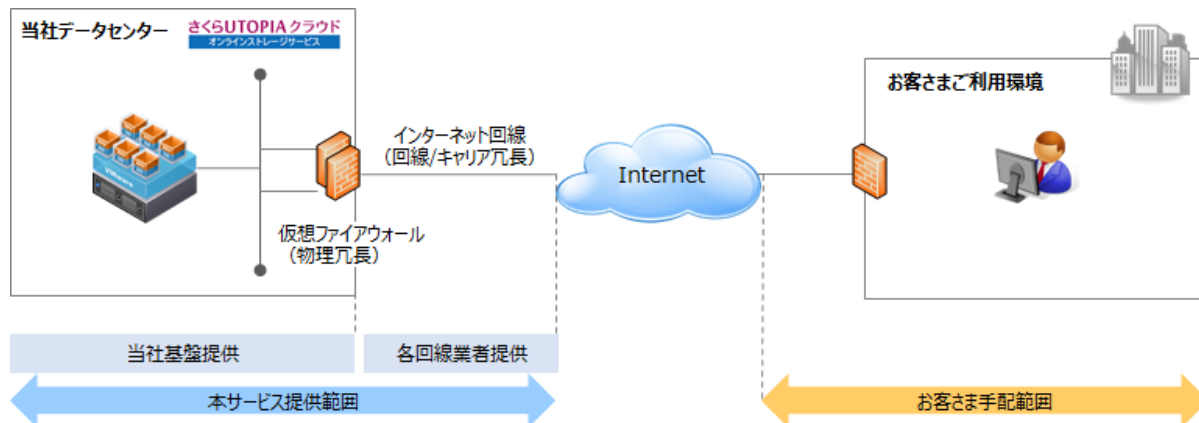 当社データセンター
さくらUTOPIAクラウド
オンラインストレージサービス
お客さまご利用環境
インターネット回線
（回線/キャリア冗長）
Internet
VMware
仮想ファイアウォール
（物理冗長）
当社基盤提供
各回線業者提供
本サービス提供範囲
お客さま手配範囲